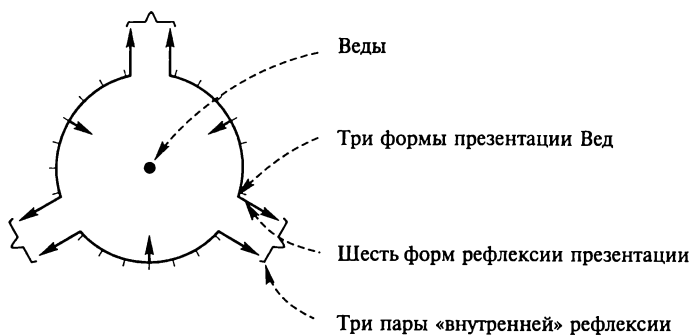 Веды
Три формы презентации Вед
Шесть форм рефлексии презентации
Три пары «внутренней» рефлексии